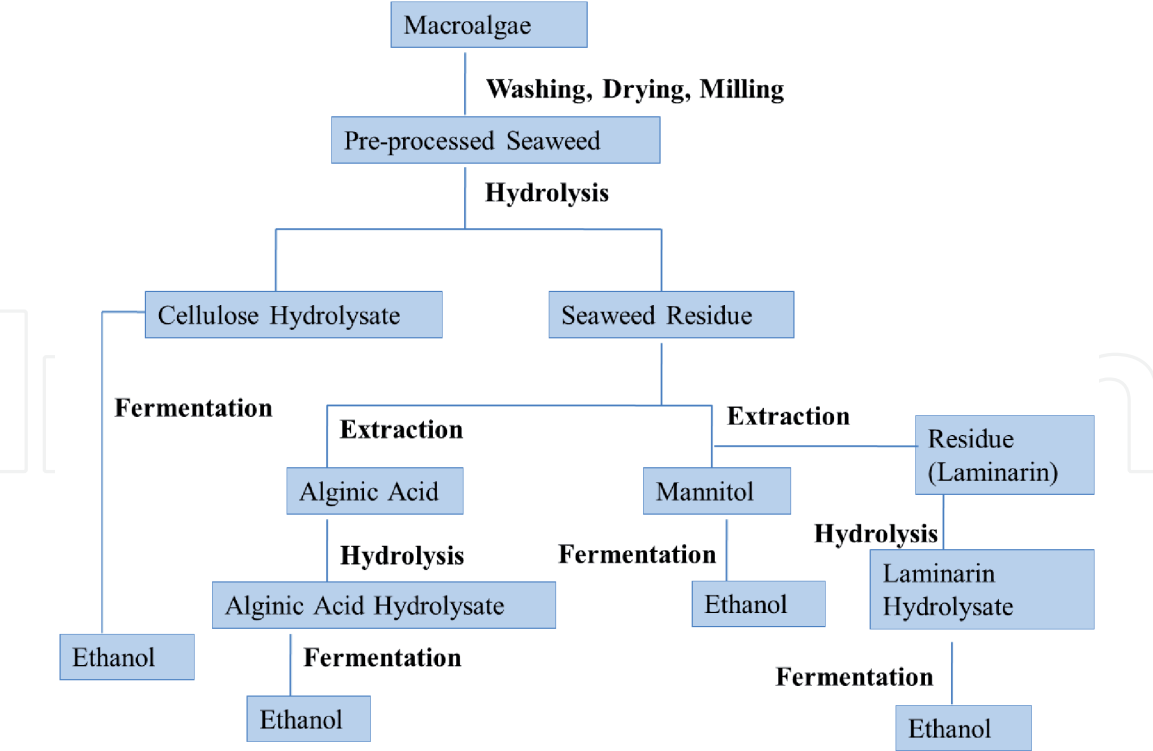 Macroalgae
Washing, Drying, Milling
Pre-processed Seaweed
Hydrolysis
Cellulose Hydrolysate
Seaweed Residue
Fermentation
Extraction
Extraction
Residue
(Laminarin)
Alginic Acid
Mannitol
Hydrolysis
Fermentation
Hydrolysis
Laminarin
Hydrolysate
Alginic Acid Hydrolysate
Ethanol
Ethanol
Fermentation
Fermentation
Ethanol
Ethanol